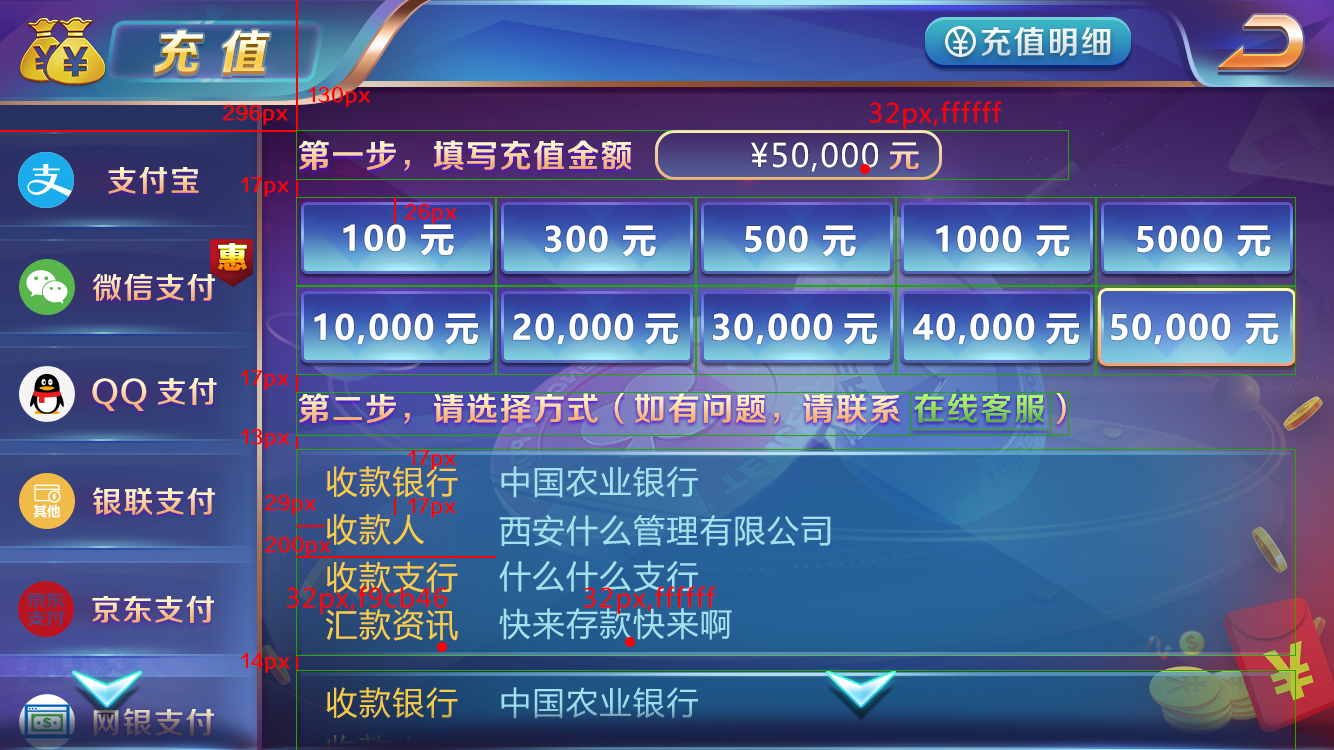 充值
充值明细
130px
296px
32px,ffffff
第一步，填写充值金额
¥50,000 元
支付宝
17px
26px
100 元
300 元
500 元
1000 元
5000 元
惠
微信支付
10,000 元
20,000 元
30,000 元
40,000 元
50,000 元
17px
QQ 支付
第二步，请选择方式（如有问题，请联系 在线客服）
13px
17px
收款银行 中国农业银行
其他
银联支付
29px
17px
收款人 西安什么管理有限公司
200px
收款支行 什么什么支行
32px,f9cb46
32px,ffffff
京东支付
京东支付
汇款资讯 快来存款快来啊
14px
收款银行 中国农业银行
网银支付